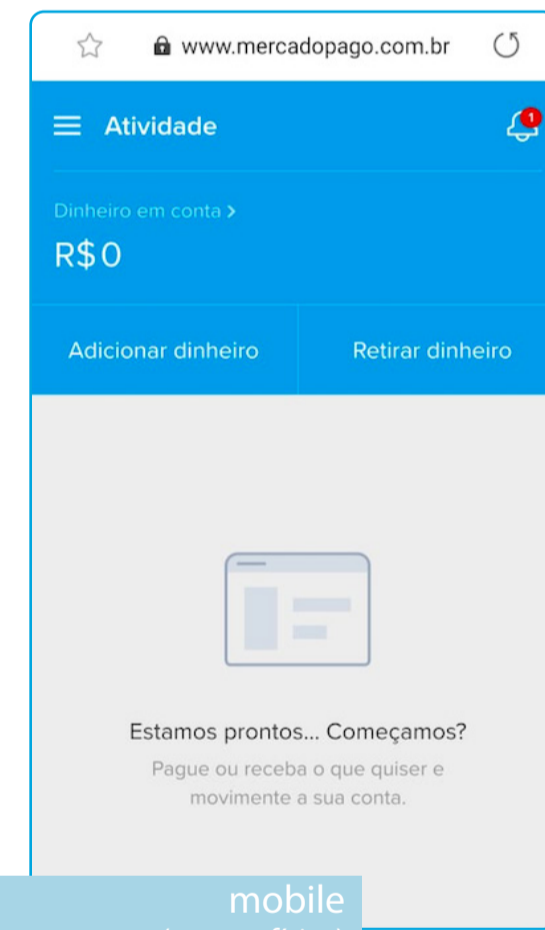 www.mercadopago.com.br
Atividade
1
Dinheiro em conta >
R$ 0
Adicionar dinheiro
Retirar dinheiro
Estamos prontos... Começamos?
Pague ou receba o que quiser e
movimente a sua conta.
mobile